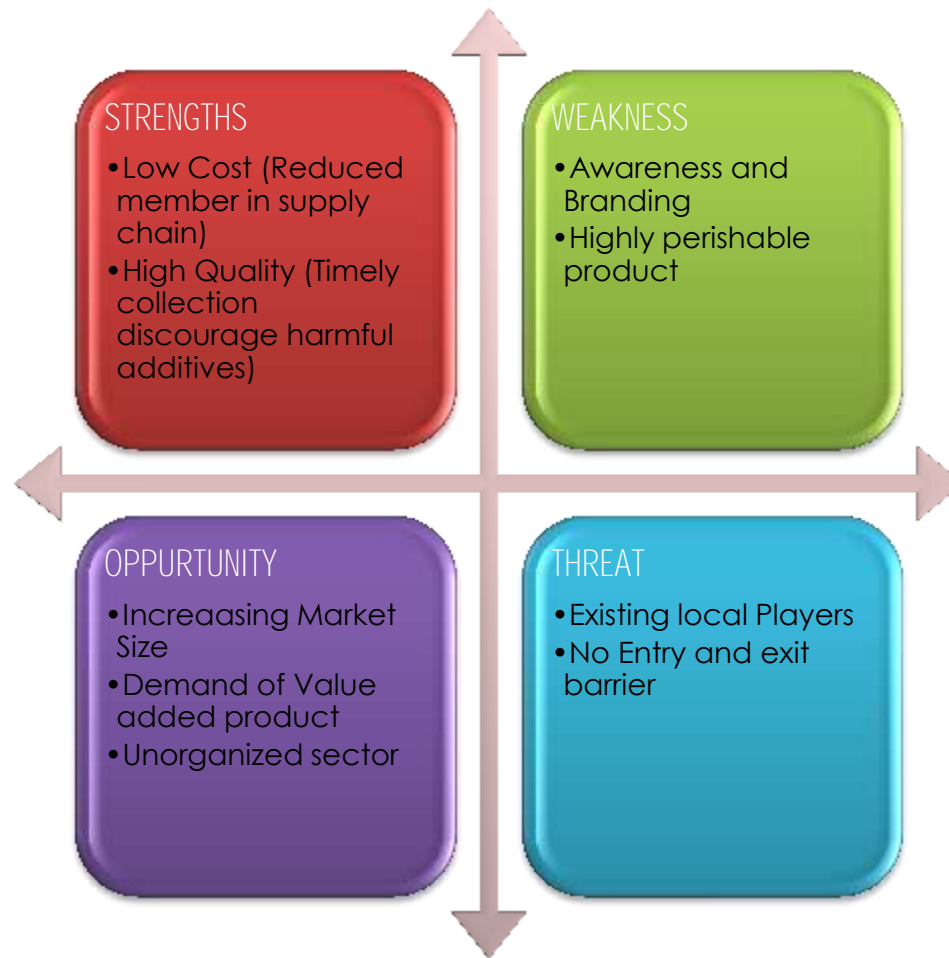 STRENGTHS
•Low Cost (Reduced
member in supply
chain)
•High Quality (Timely
collection
discourage harmful
additives)
WEAKNESS
•Awareness and
Branding
•Highly perishable
product
OPPURTUNITY
•Increaasing Market
Size
•Demand of Value
added product
•Unorganized sector
THREAT
•Existing local Players
•No Entry and exit
barrier